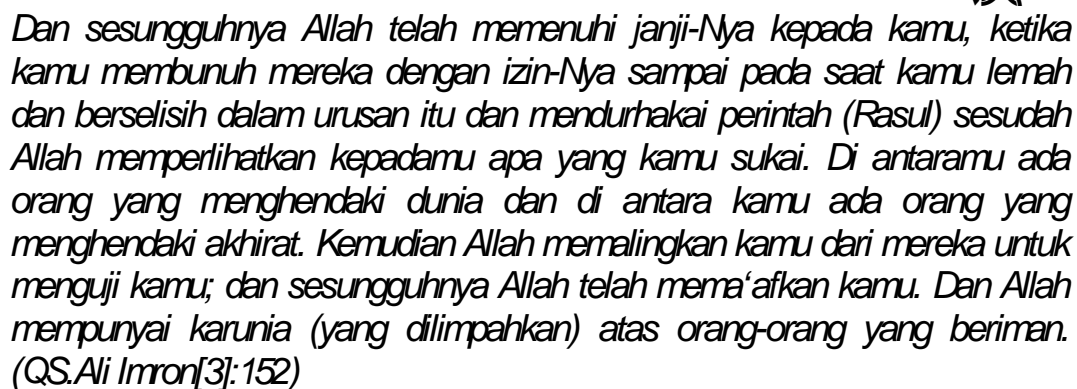 Dan sesungguhnya Allah telah memenuhi janji-Nya kepada kamu, ketika
kamu membunuh mereka dengan izin-Nya sampai pada saat kamu lemah
dan berselisih dalam urusan itu dan mendurhakai perintah (Rasul) sesudah
Allah memperlihatkan kepadamu apa yang kamu sukai. Di antaramu ada
orang yang menghendaki dunia dan di antara kamu ada orang yang
menghendaki akhirat. Kemudian Allah memalingkan kamu dari mereka untuk
menguji kamu; dan sesungguhnya Allah telah mema‘afkan kamu. Dan Allah
mempunyai karunia (yang dilimpahkan) atas orang-orang yang beriman.
(QS.Ali Imron[3]:152)